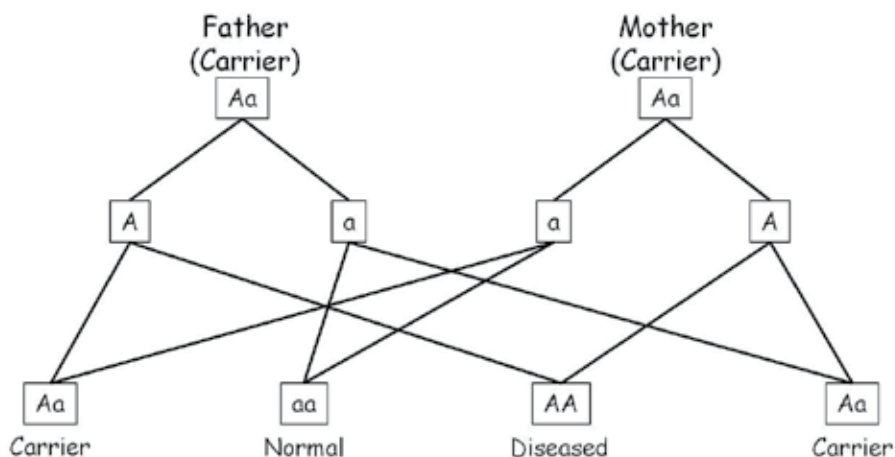 Father
(Carrier)
Mother
(Carrier)
Aa
Aa
A
a
a
A
Aa
aa
AA
Aa
Carrier
Normal
Diseased
Carrier